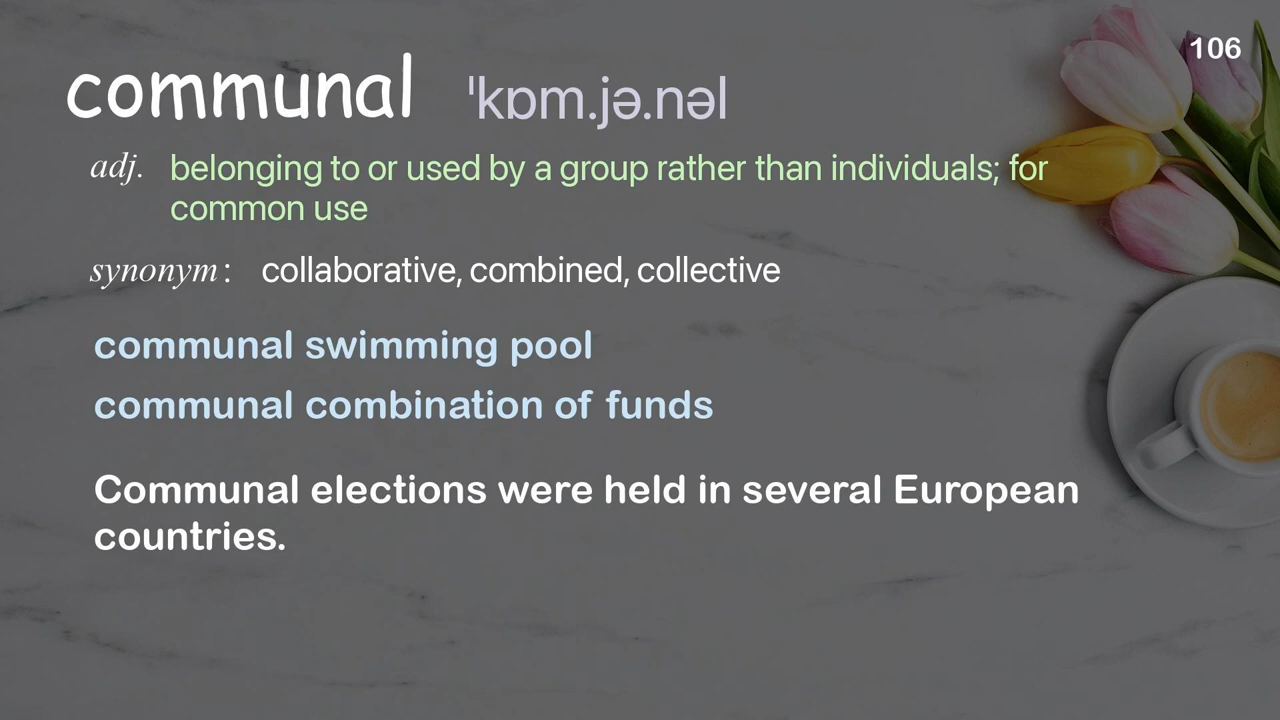 106
communal ˈkɒm.jə.nəl
adj. belonging to or used by a group rather than individuals; for
common use
synonym: collaborative, combined, collective
communal swimming pool
communal combination of funds
Communal elections were held in several European
countries.